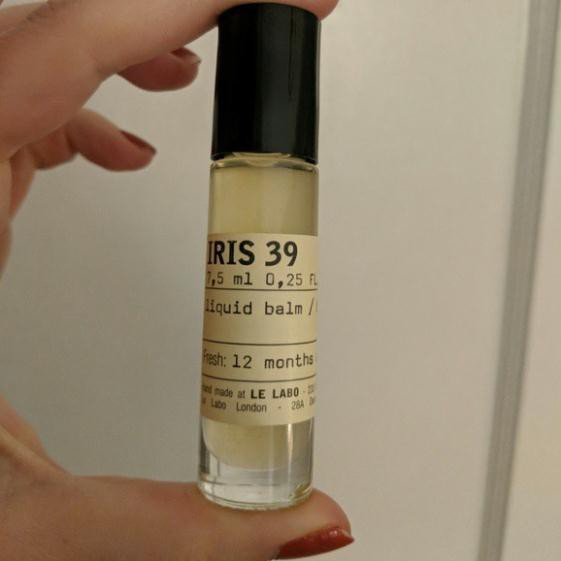 IRIS 39
7,5 ml 0,25 FL
liquid balm /
Fresh: 12 months
made at LE LABO -
Labo London - 28A